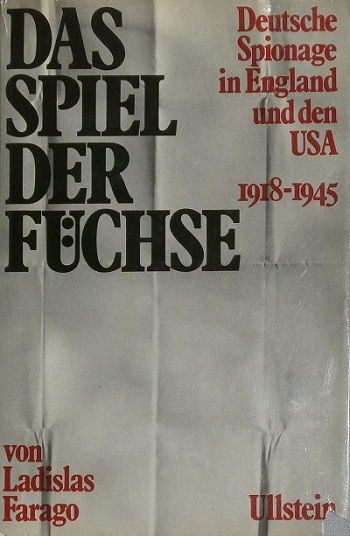 DAS
SPIEL
DER
FÜCHSE
Deutsche
Spionage
in England
und den
USA
1918-1945
von
Ladislas
Farago
Ullstein